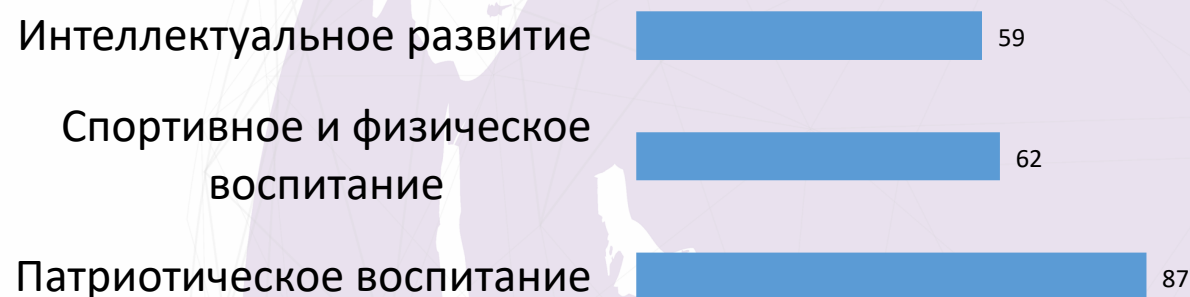 Интеллектуальное развитие
59
Спортивное и физическое
воспитание
62
Патриотическое воспитание
87